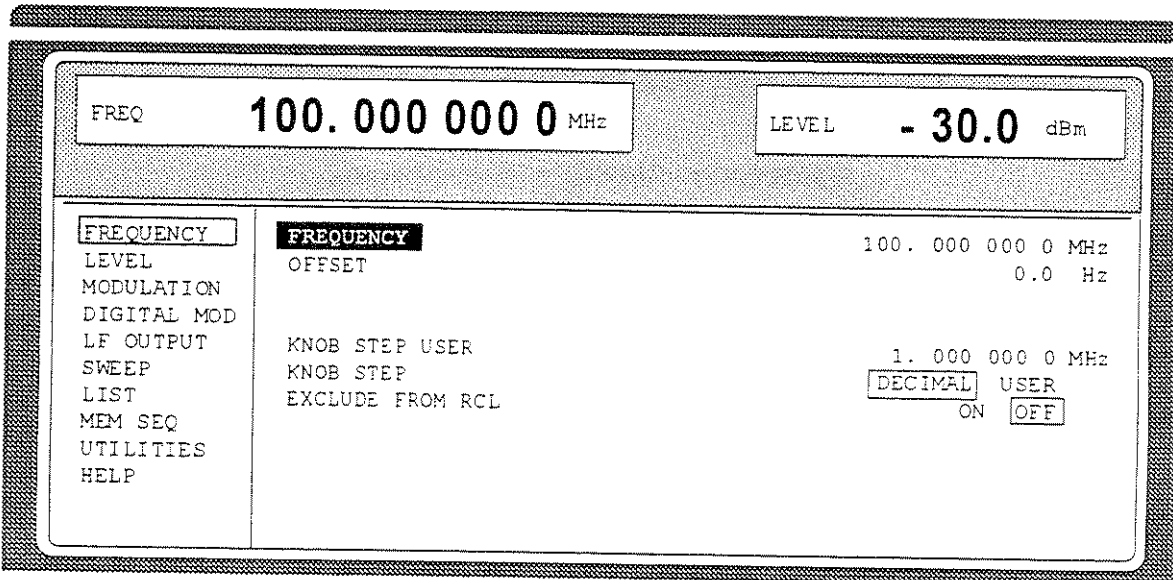 FREQ 100. 000 000 0 MHz LEVEL - 30.0 dBm
FREQUENCY
LEVEL
MODULATION
DIGITAL MOD
LF OUTPUT
SWEEP
LIST
MEM SEQ
UTILITIES
HELP
FREQUENCY 100. 000 000 0 MHz
OFFSET 0.0 Hz
KNOB STEP USER 1. 000 000 0 MHz
KNOB STEP DECIMAL USER
EXCLUDE FROM RCL ON OFF